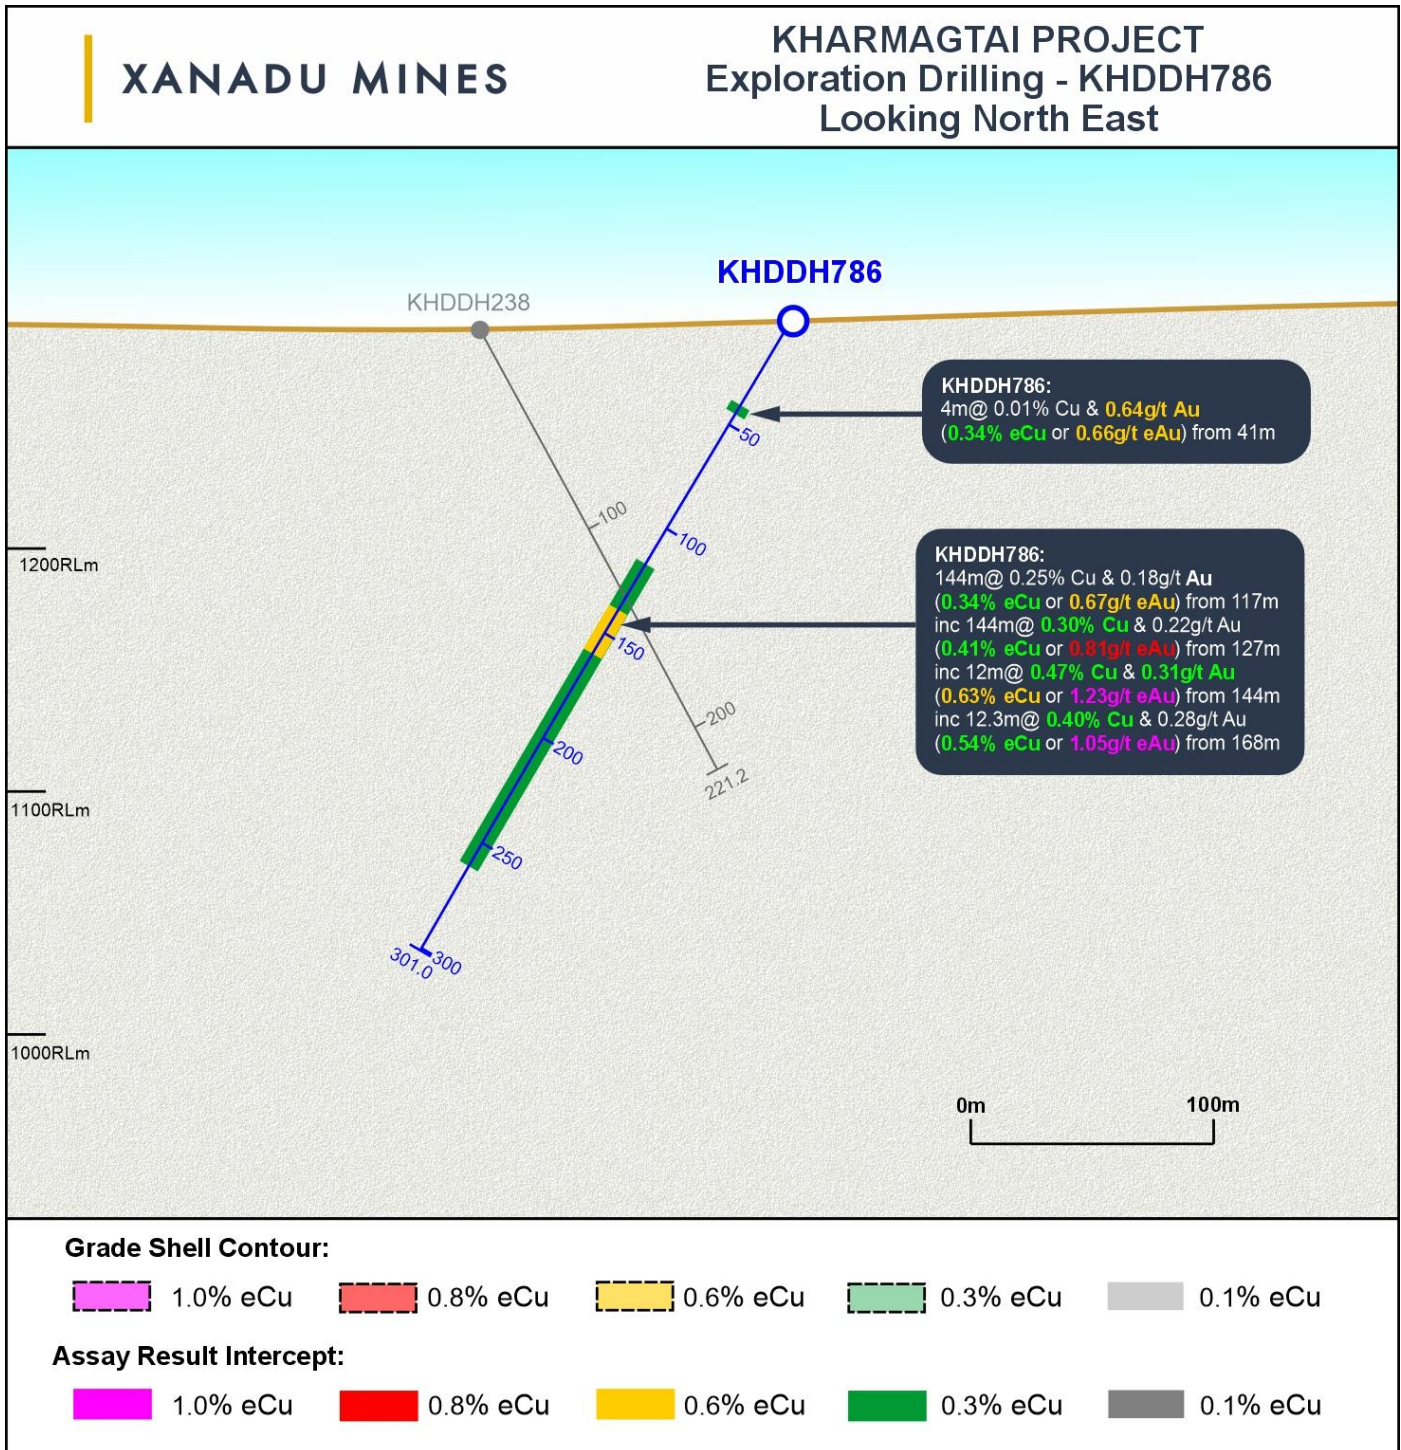 XANADU MINES
KHARMAGTAI PROJECT
Exploration Drilling - KHDDH786
Looking North East
KHDDH786
KHDDH238
KHDDH786:
4m@ 0.01% Cu & 0.64g/t Au
(0.34% eCu or 0.66g/t eAu) from 41m
50
100
100
KHDDH786:
144m@ 0.25% Cu & 0.18g/t Au
(0.34% eCu or 0.67g/t eAu) from 117m
inc 144m@ 0.30% Cu & 0.22g/t Au
(0.41% eCu or 0.81g/t eAu) from 127m
inc 12m@ 0.47% Cu & 0.31g/t Au
(0.63% eCu or 1.23g/t eAu) from 144m
inc 12.3m@ 0.40% Cu & 0.28g/t Au
(0.54% eCu or 1.05g/t eAu) from 168m
1200RLm
150
200
200
221.2
1100RLm
250
300
301.0
1000RLm
0m
100m
Grade Shell Contour:
1.0% eCu
0.8% eCu
0.6% eCu
0.3% eCu
0.1% eCu
Assay Result Intercept:
1.0% eCu
0.8% eCu
0.6% eCu
0.3% eCu
0.1% eCu